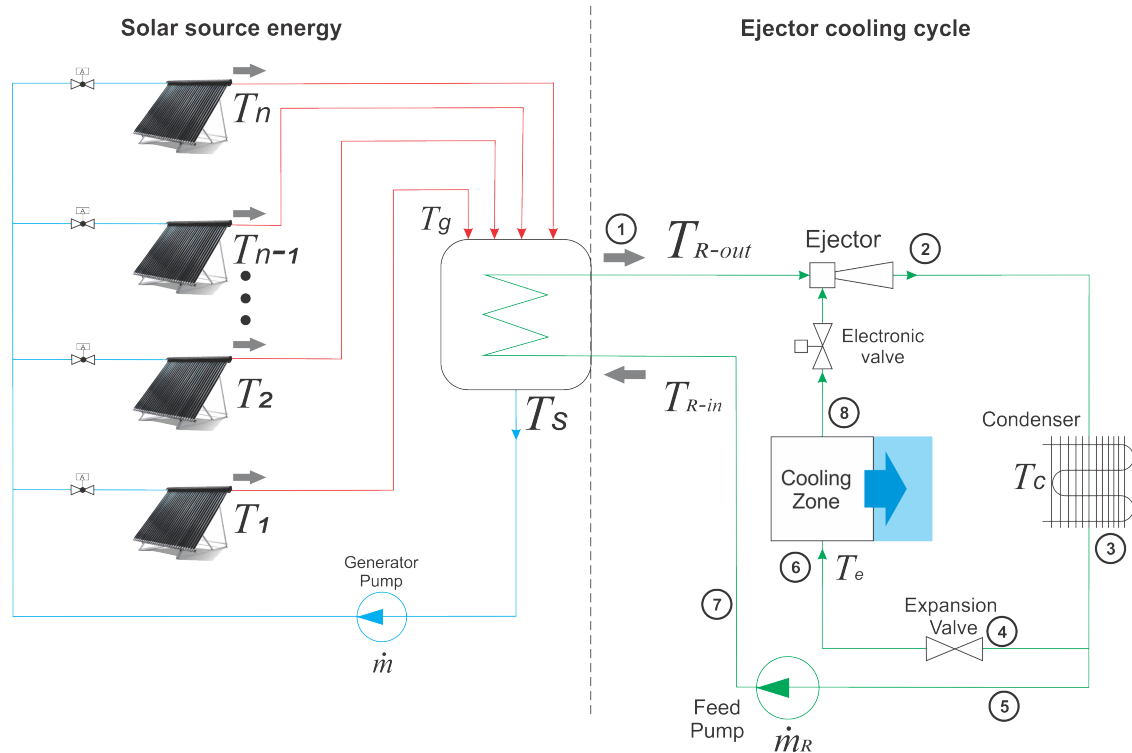 Solar source energy
Ejector cooling cycle
A
Tn
A
Tn-1
A
T2
A
T1
Tg
Ts
Generator
Pump
ṁ
1
TR-out
Ejector
2
Electronic
valve
TR-in
8
Condenser
Cooling
Zone
Tc
3
6
Te
7
Expansion
Valve
4
Feed
Pump
5
ṁR